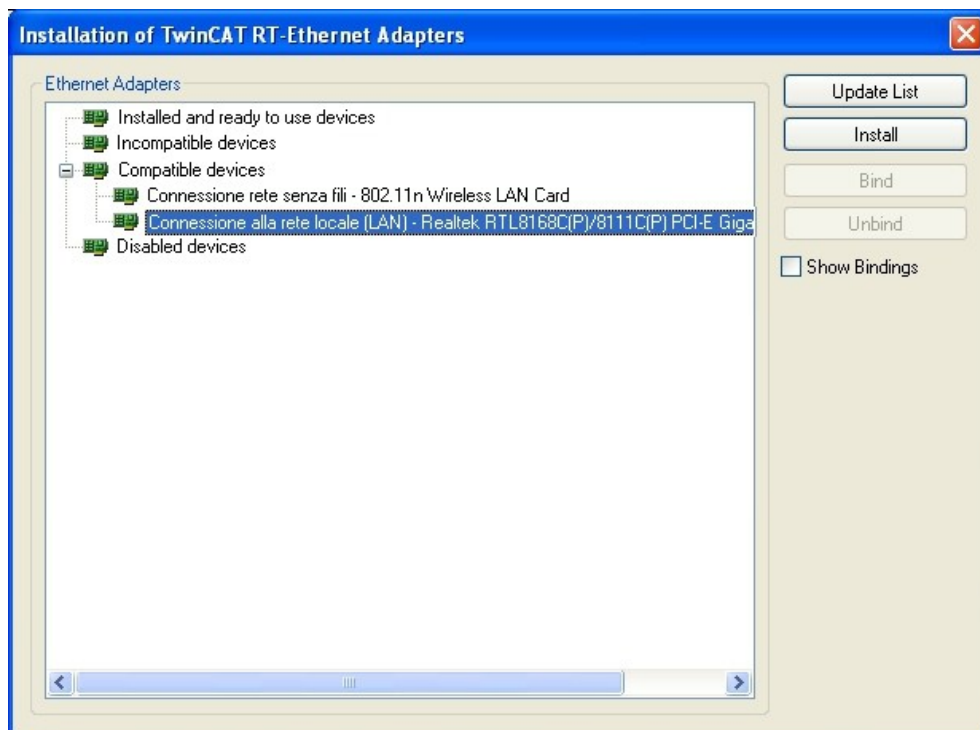 Installation of TwinCAT RT-Ethernet Adapters
Ethernet Adapters
Installed and ready to use devices
Incompatible devices
Compatible devices
Connessione rete senza fili - 802.11n Wireless LAN Card
Connessione alla rete locale (LAN) - Realtek RTL8168C(P)/8111C(P) PCI-E Giga
Disabled devices
Update List
Install
Bind
Unbind
Show Bindings